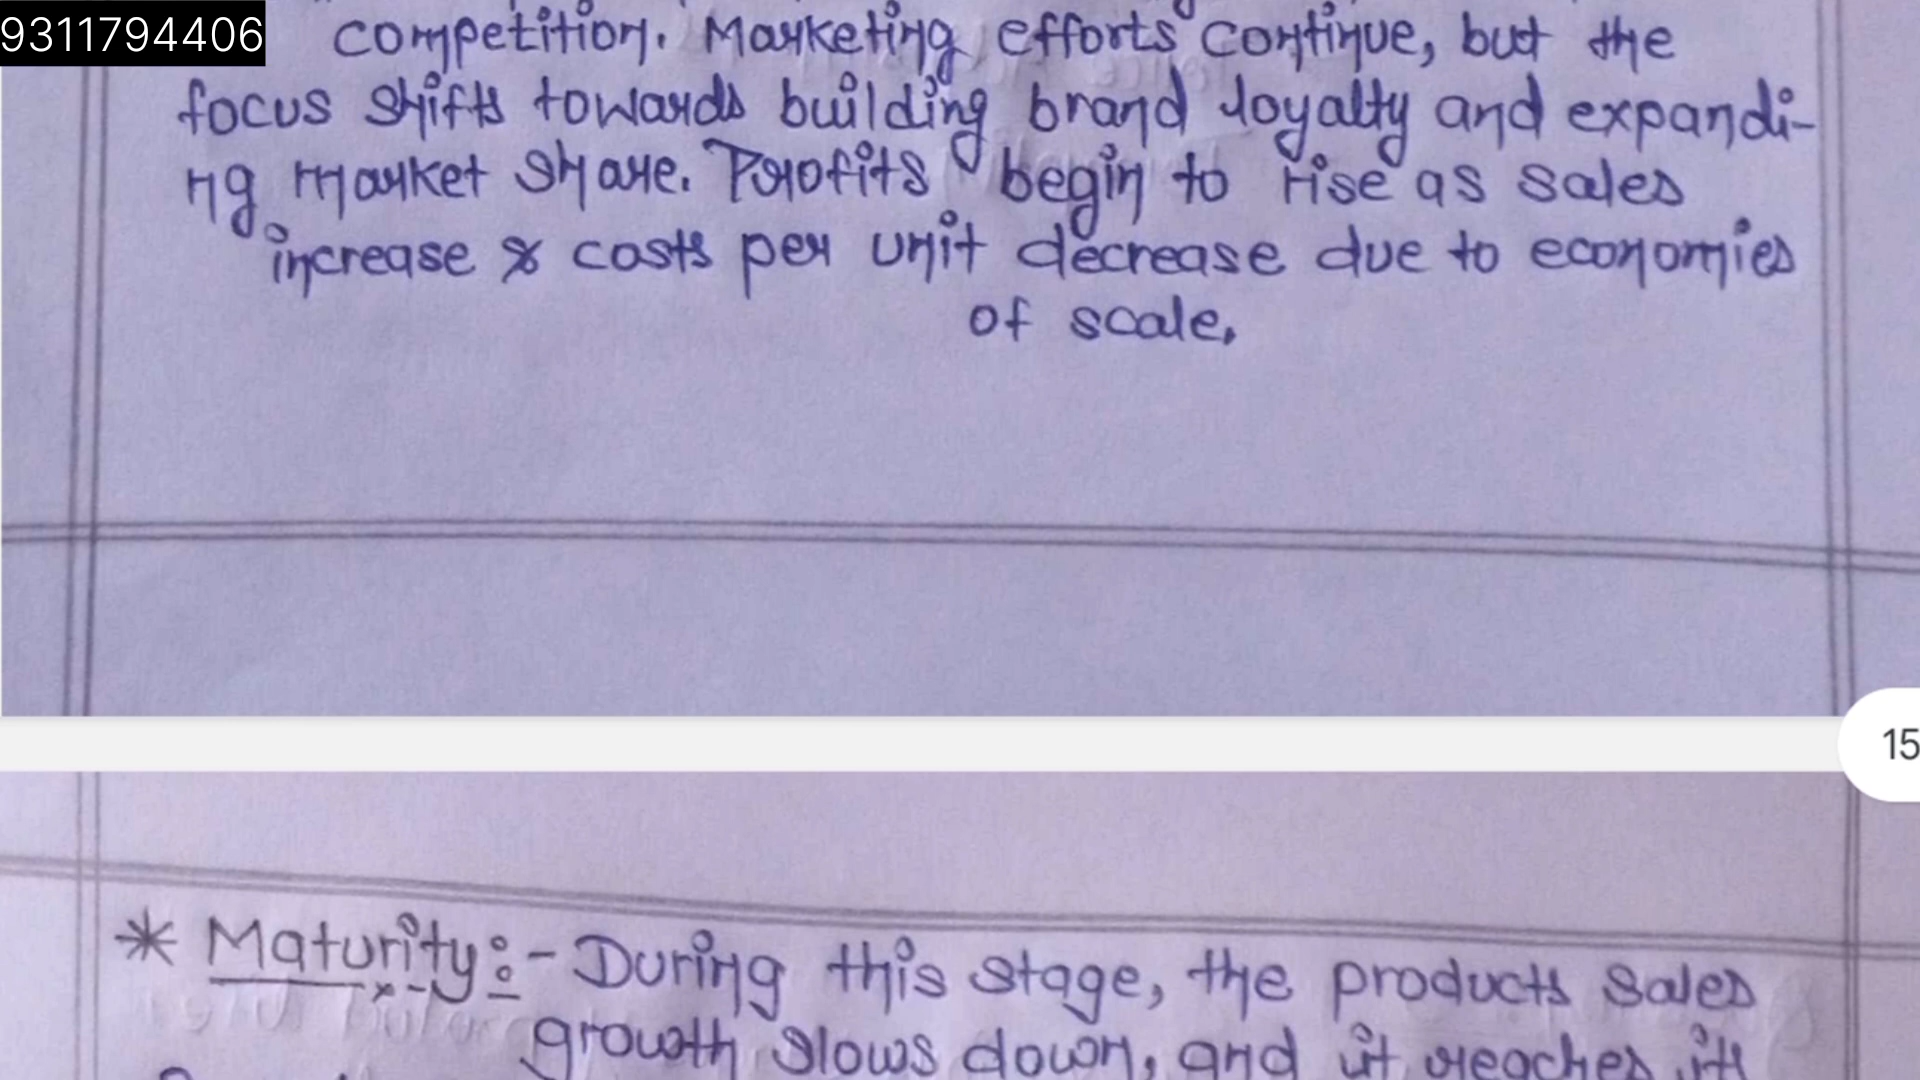 9311794406
competition. Marketing efforts continue, but the
focus shifts towards building brand loyalty and expandi-
ng market share. Profits begin to rise as sales
increase & costs per unit decrease due to economies
of scale.
15
* Maturity:- During this stage, the products sales
growth slows down, and it reaches its